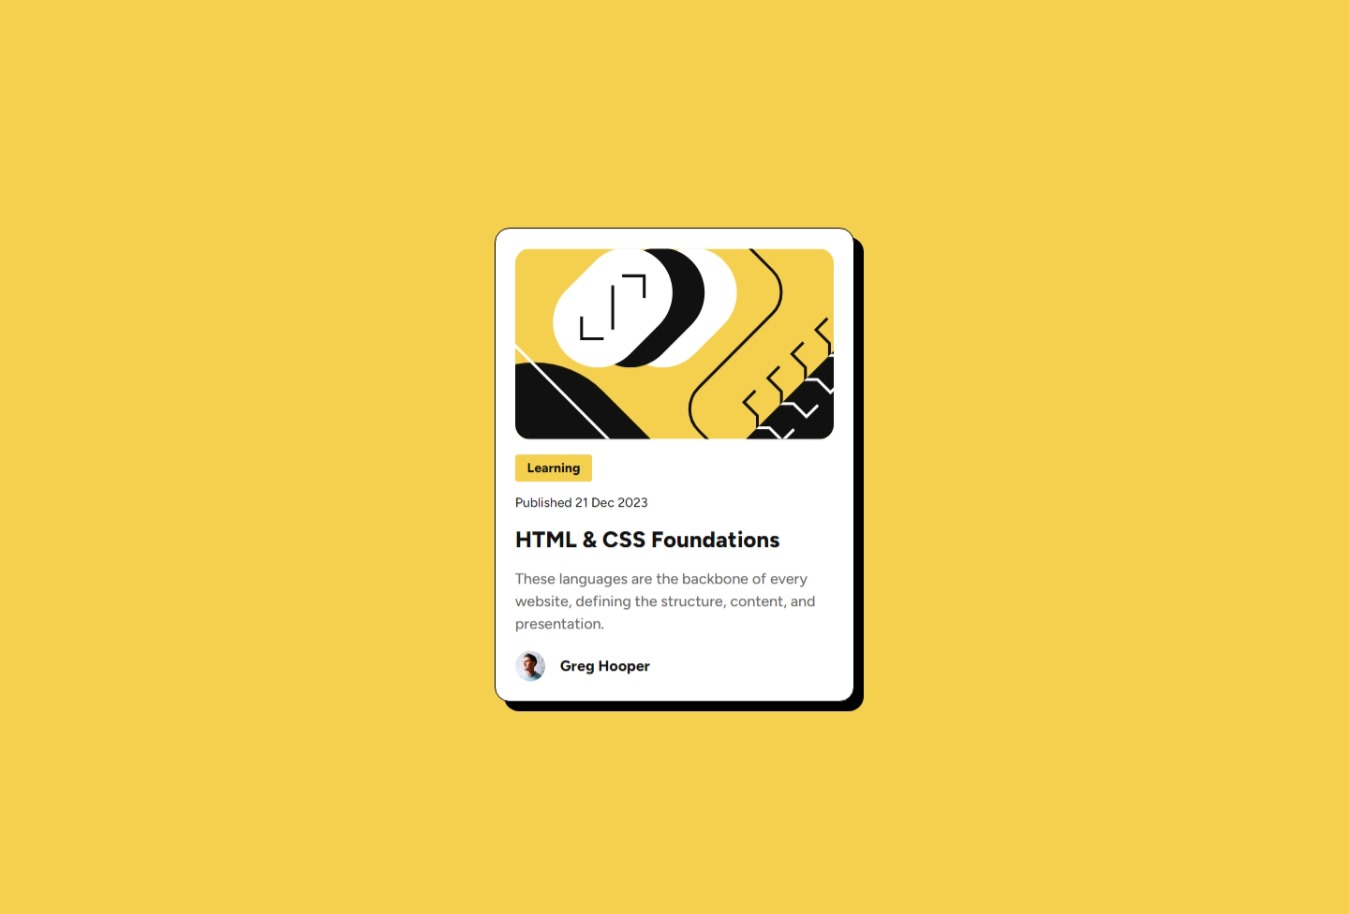 Learning
Published 21 Dec 2023
HTML & CSS Foundations
These languages are the backbone of every
website, defining the structure, content, and
presentation.
Greg Hooper